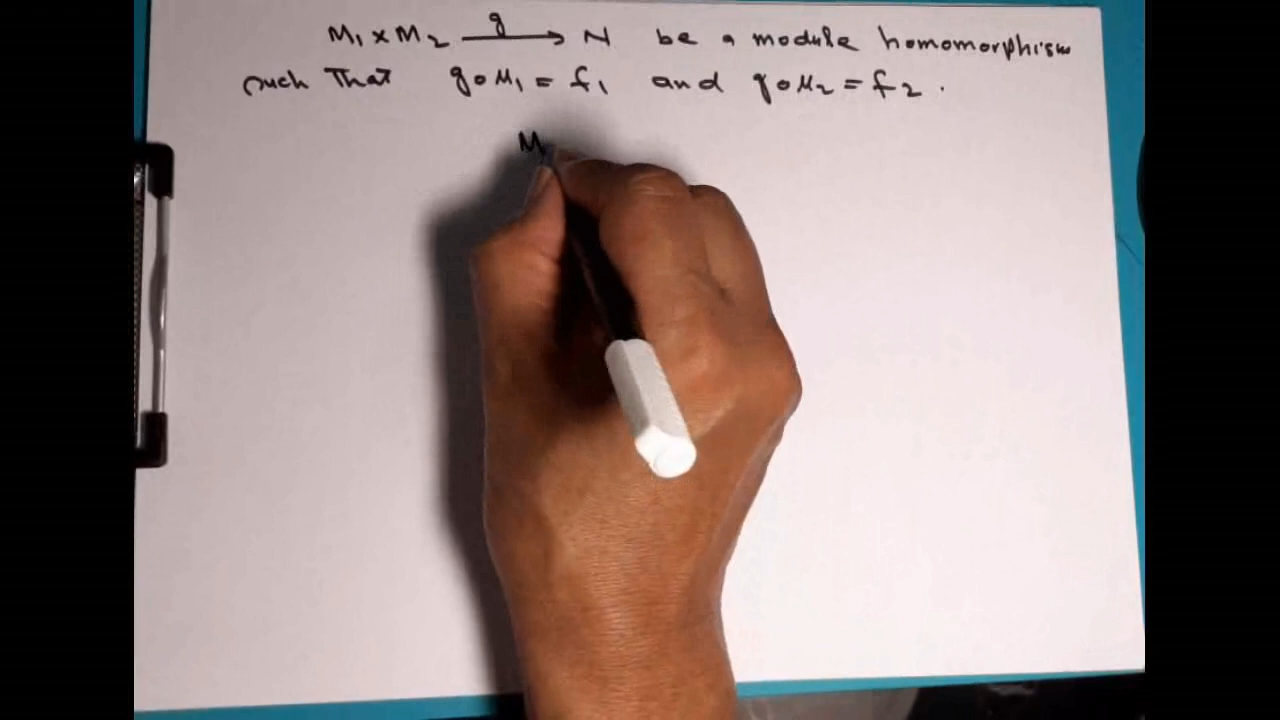 M₁ × M₂ —g→ N be a module homomorphism
such that g∘μ₁ = f₁ and g∘μ₂ = f₂.
M